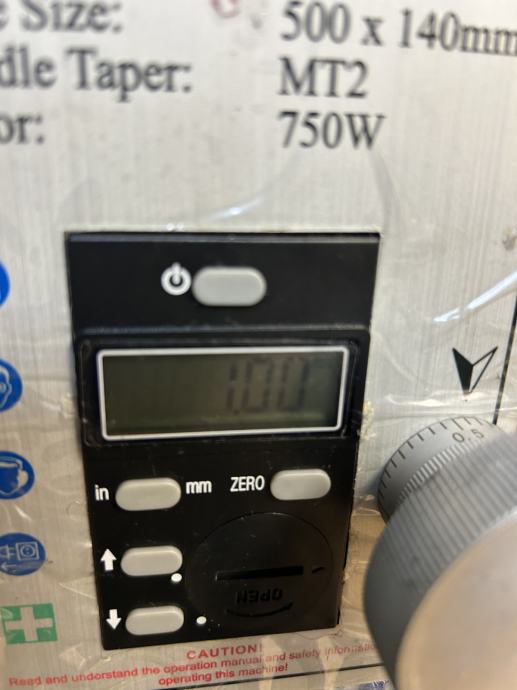 e Size: 500 x 140mm
dle Taper: MT2
or: 750W
1.00
0.5
in mm ZERO
OPEN
CAUTION!
Read and understand the operation manual and safety information
operating this machine!